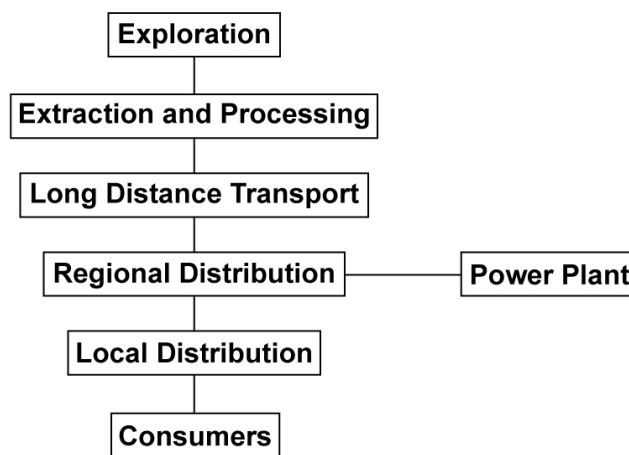 Exploration
Extraction and Processing
Long Distance Transport
Regional Distribution
Power Plant
Local Distribution
Consumers